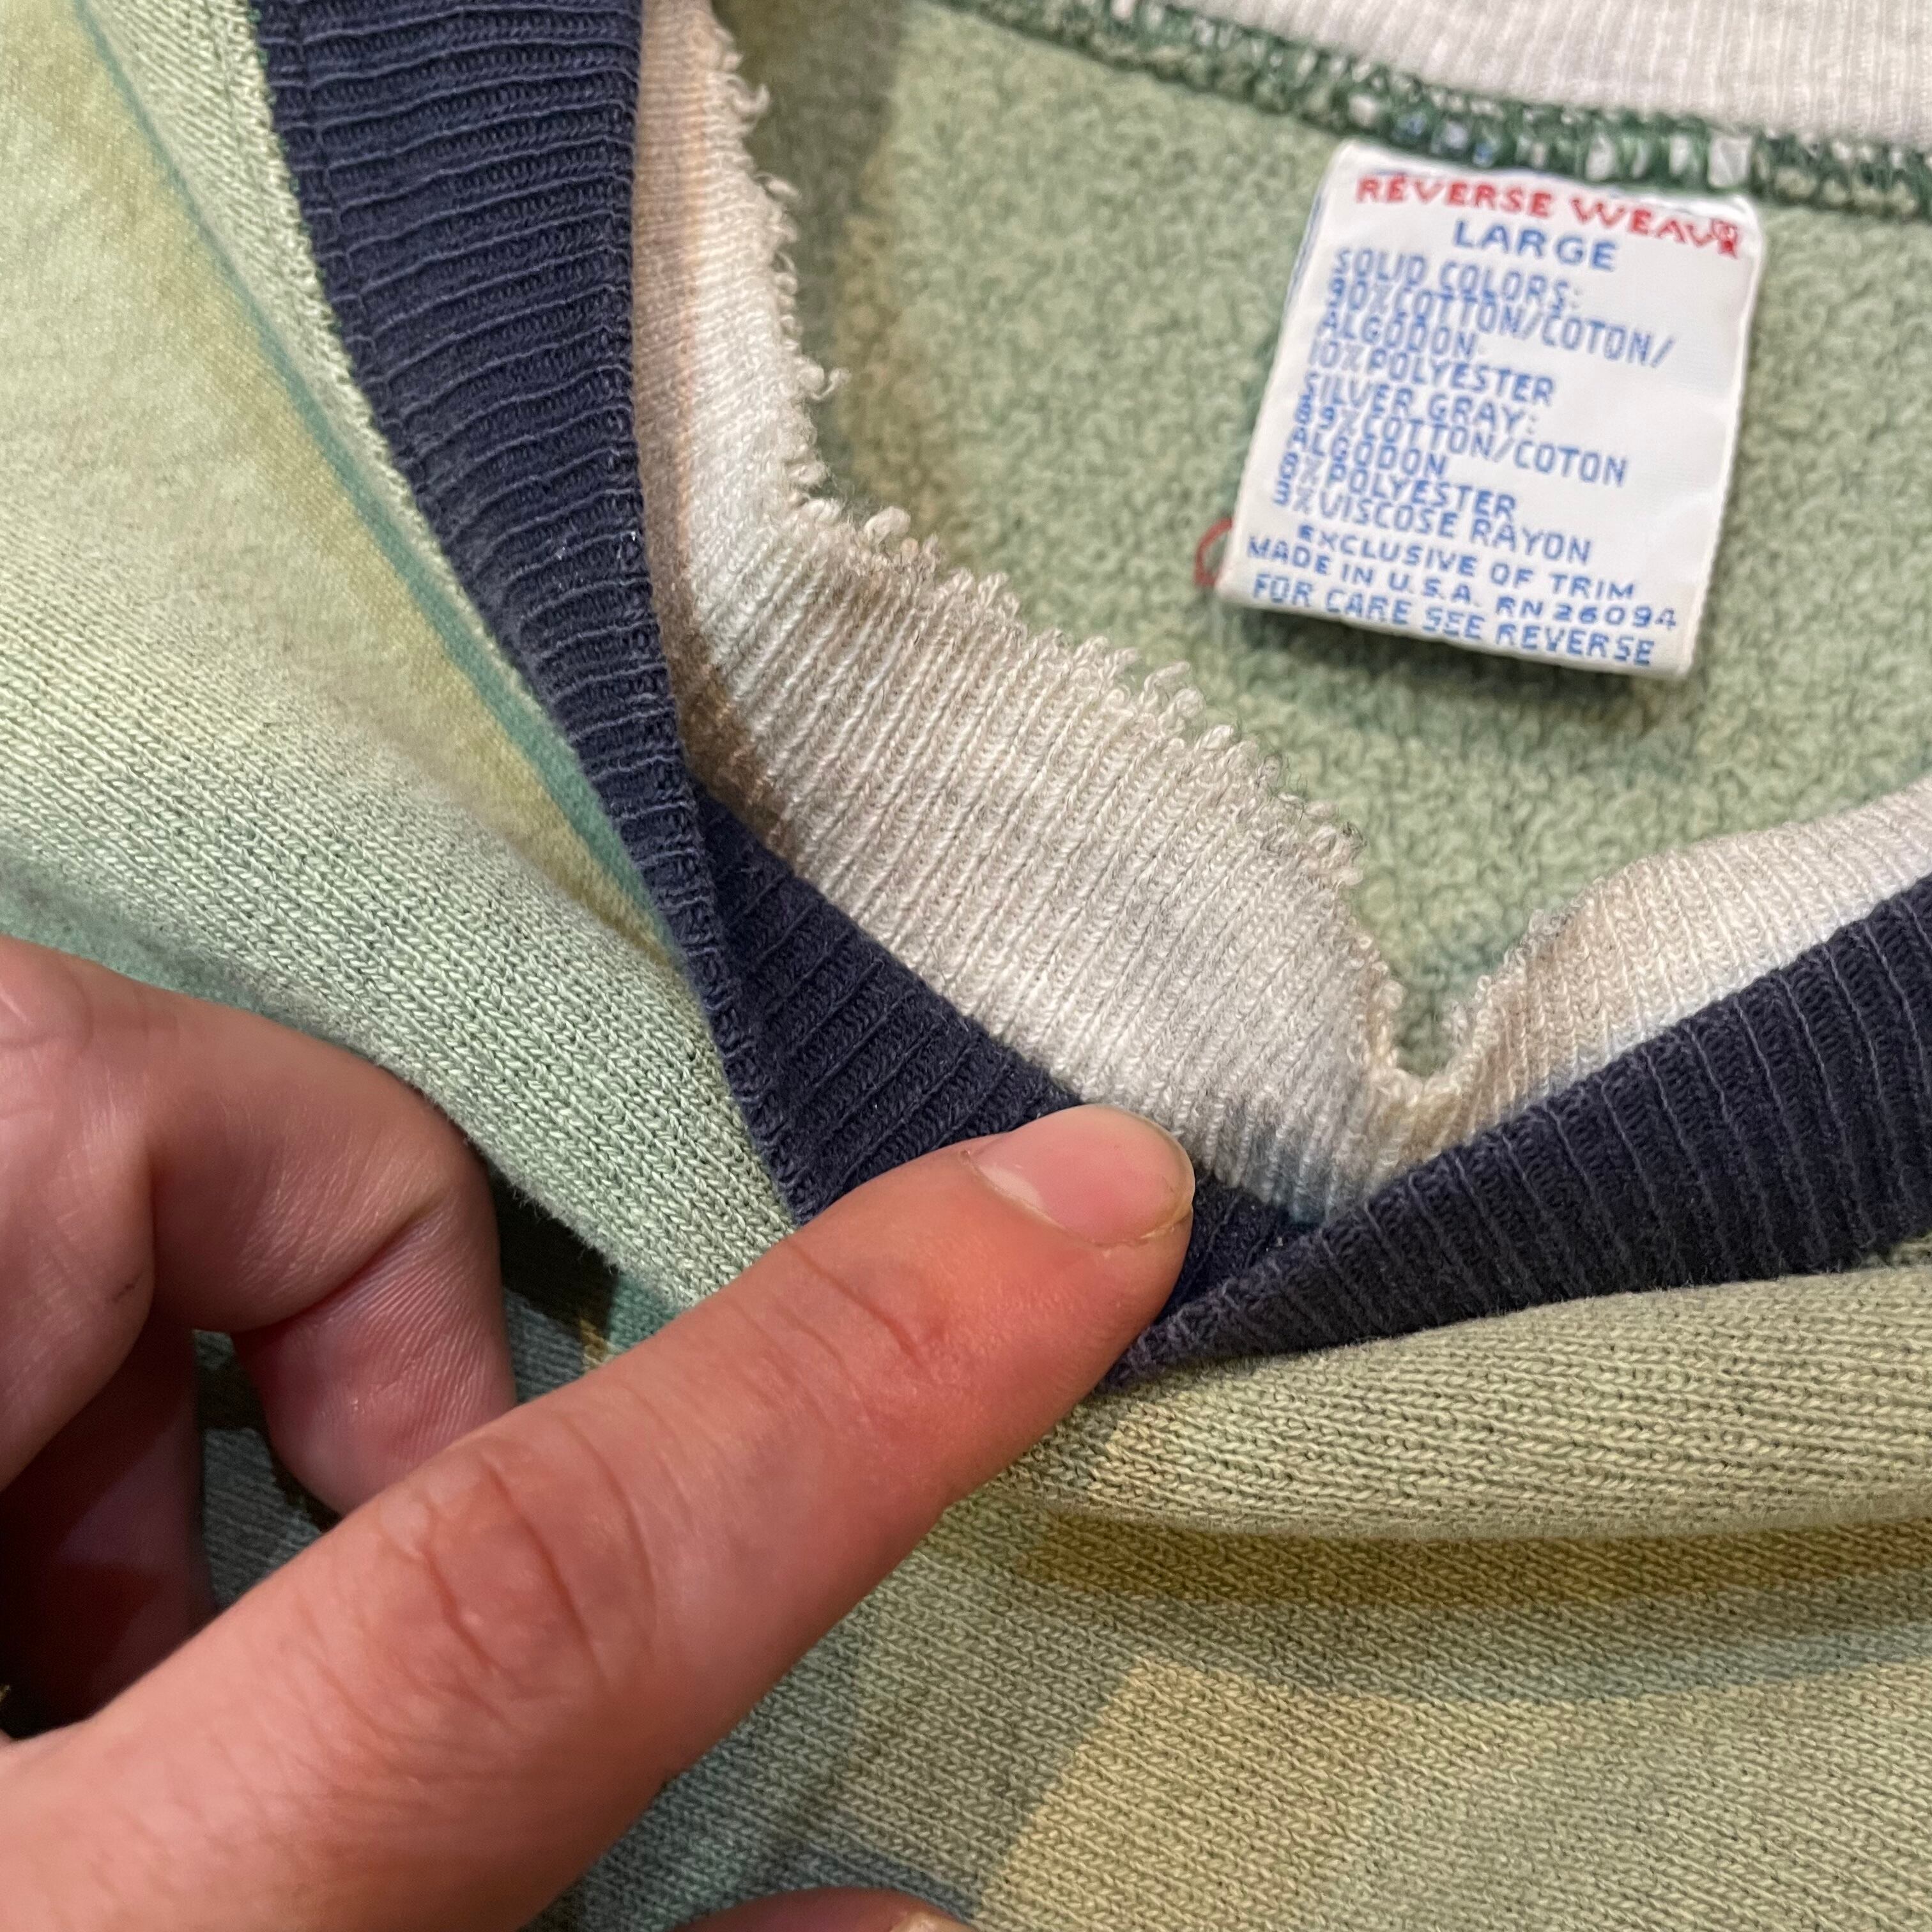 REVERSE WEAVE
LARGE
SOLID COLORS:
90%COTTON/COTON/
ALGODON
10%POLYESTER
SILVER GRAY:
89%COTTON/COTON
ALGODON
8%POLYESTER
3%VISCOSE RAYON
EXCLUSIVE OF TRIM
MADE IN U.S.A. RN26094
FOR CARE SEE REVERSE